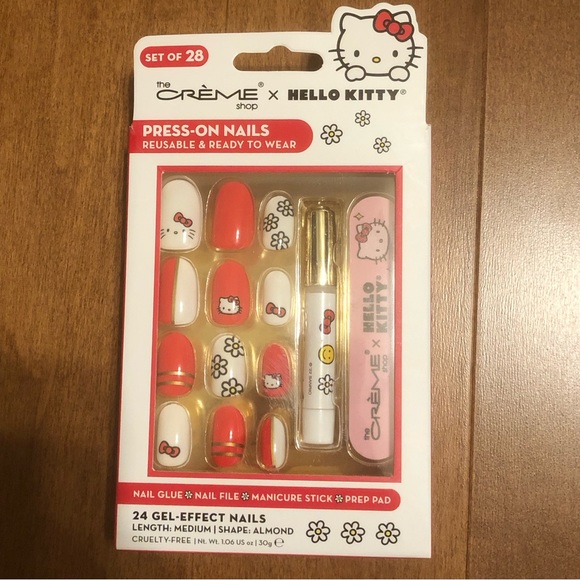 SET OF 28
the
CRÈME® x HELLO KITTY®
shop
PRESS-ON NAILS
REUSABLE & READY TO WEAR
the CRÈME® shop x HELLO KITTY
NAIL GLUE NAIL FILE MANICURE STICK PREP PAD
24 GEL-EFFECT NAILS
LENGTH: MEDIUM | SHAPE: ALMOND
CRUELTY-FREE | Nt. Wt. 1.06 US oz | 30g e